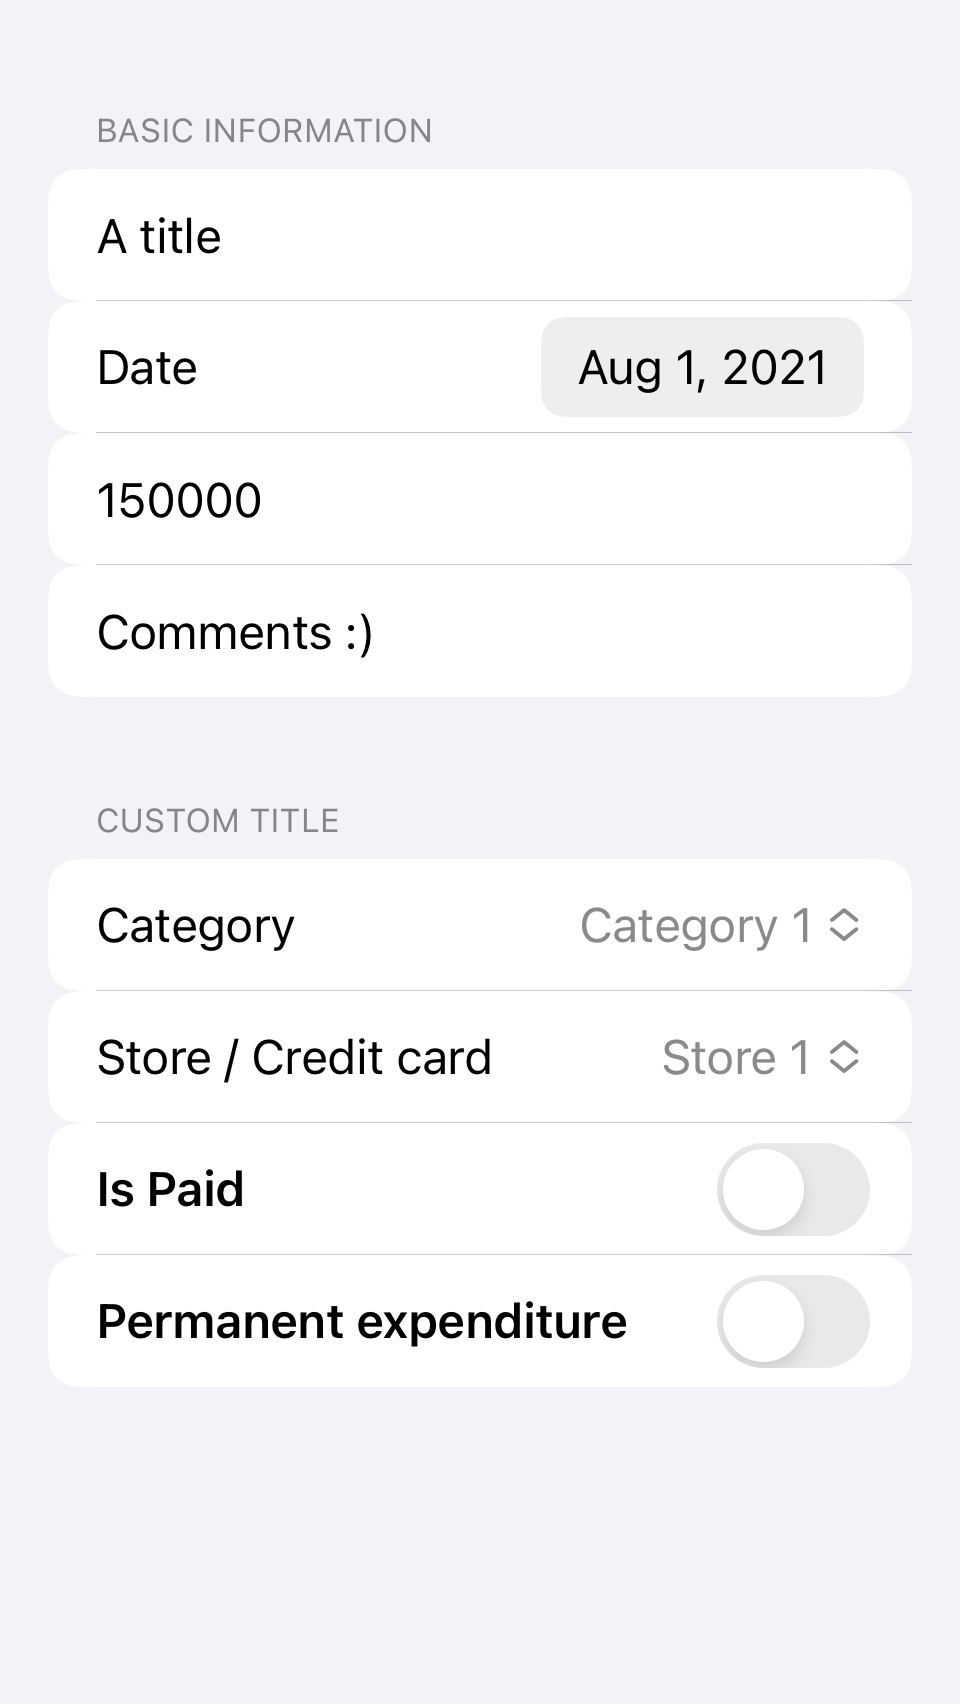 BASIC INFORMATION
A title
Date Aug 1, 2021
150000
Comments :)
CUSTOM TITLE
Category Category 1
Store / Credit card Store 1
Is Paid
Permanent expenditure